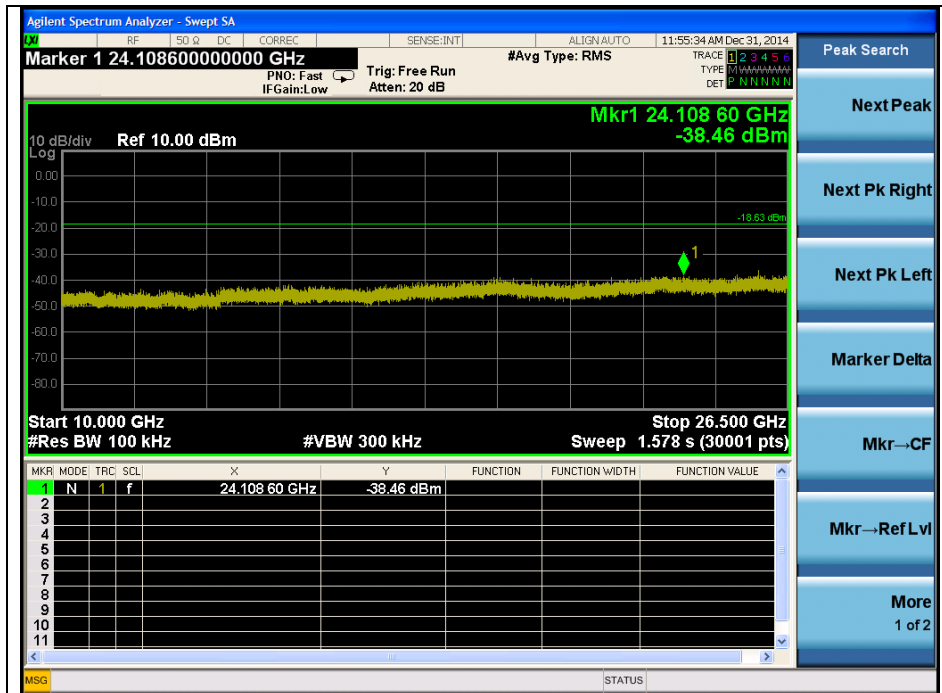 Agilent Spectrum Analyzer - Swept SA
LXI RF 50 Ω DC CORREC SENSE:INT ALIGN AUTO 11:55:34 AM Dec 31, 2014
Marker 1 24.108600000000 GHz
PNO: Fast
IFGain:Low
Trig: Free Run
Atten: 20 dB
#Avg Type: RMS
TRACE 1 2 3 4 5 6
TYPE M
DET P N N N N N
Mkr1 24.108 60 GHz
-38.46 dBm
10 dB/div Ref 10.00 dBm
Log
0.00
-10.0
-20.0
-30.0
-40.0
-50.0
-60.0
-70.0
-80.0
-18.63 dBm
1
Start 10.000 GHz Stop 26.500 GHz
#Res BW 100 kHz #VBW 300 kHz Sweep 1.578 s (30001 pts)
MKR MODE TRC SCL X Y FUNCTION FUNCTION WIDTH FUNCTION VALUE
1 N 1 f 24.108 60 GHz -38.46 dBm
2
3
4
5
6
7
8
9
10
11
MSG STATUS
Peak Search
Next Peak
Next Pk Right
Next Pk Left
Marker Delta
Mkr→CF
Mkr→Ref Lvl
More
1 of 2